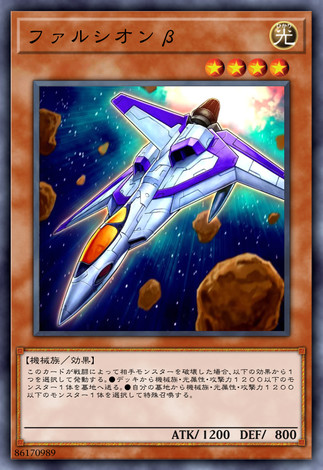 ファルシオンβ
光
【機械族／効果】
このカードが戦闘によって相手モンスターを破壊した場合、以下の効果から1
つを選択して発動する。●デッキから機械族・光属性・攻撃力1200以下のモン
スター1体を墓地へ送る。●自分の墓地から機械族・光属性・攻撃力1200
以下のモンスター1体を選択して特殊召喚する。
ATK/1200 DEF/ 800
86170989